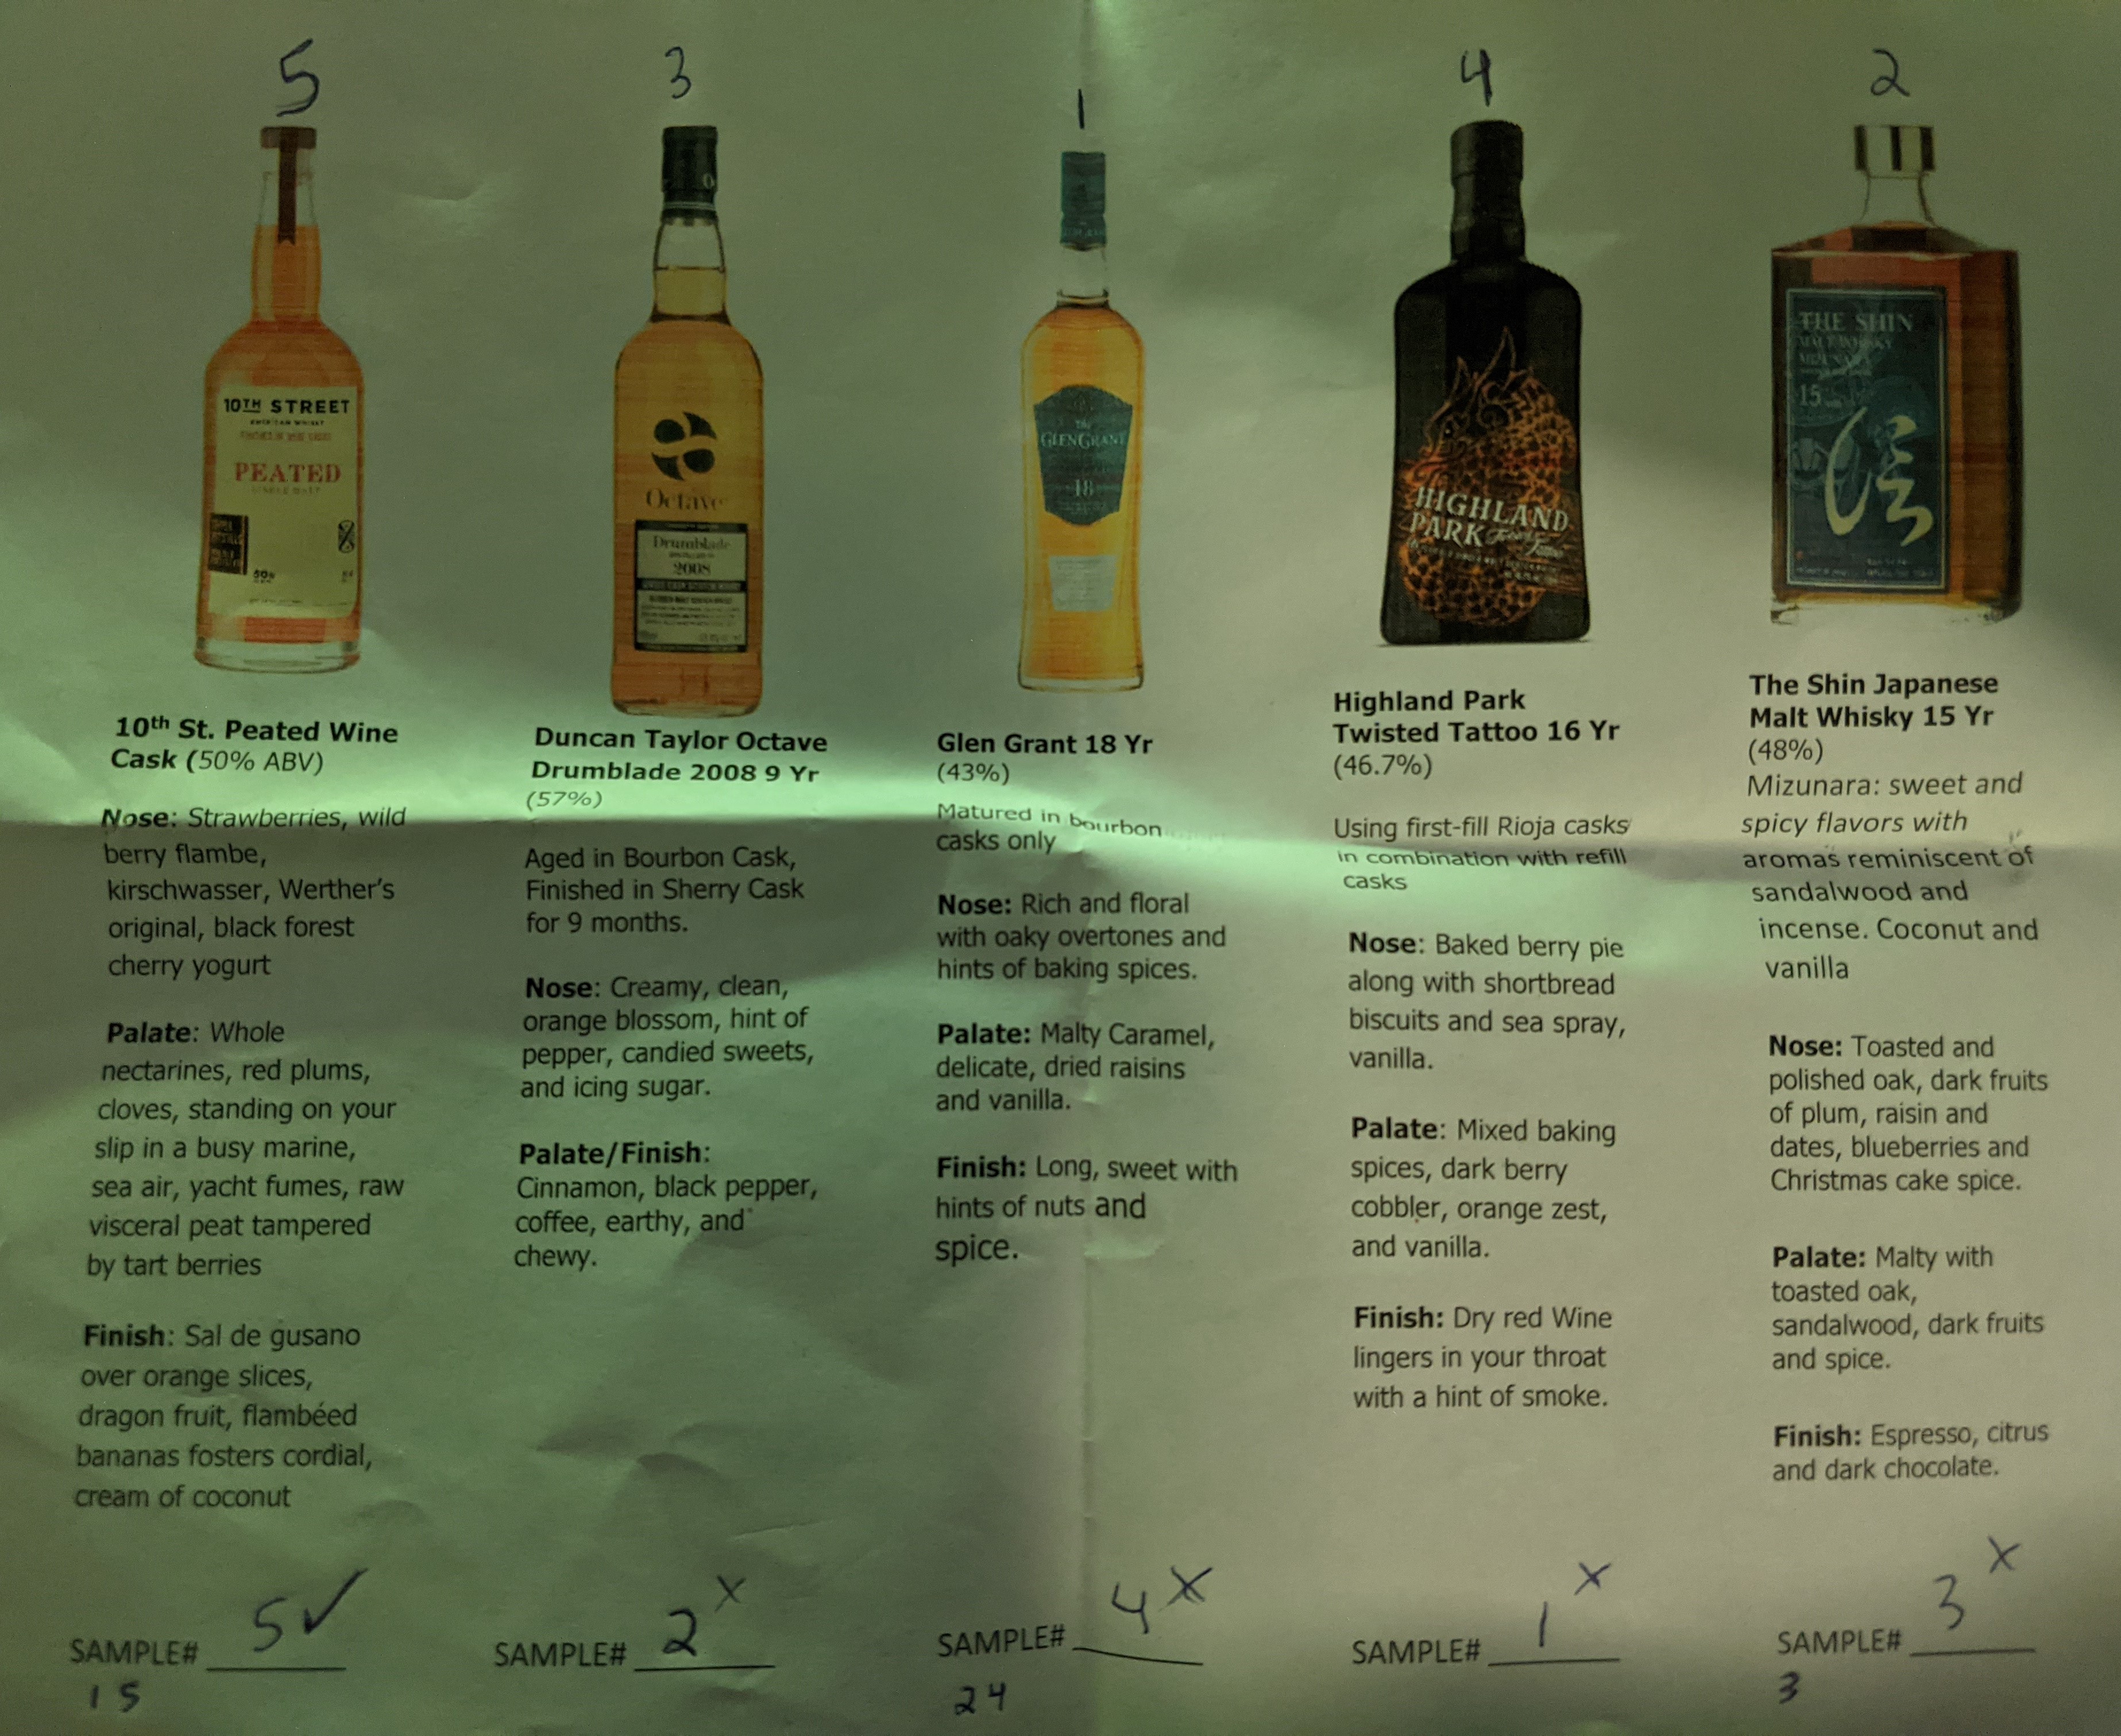 5
3
1
4
2
10TH STREET
AMERICAN WHISKY
PEATED
SINGLE MALT
Octave
Drumblade
2008
The
GLENGRANT
18
HIGHLAND
PARK
THE SHIN
MALT WHISKY
MIZUNARA
15
10th St. Peated Wine
Cask (50% ABV)
Nose: Strawberries, wild
berry flambe,
kirschwasser, Werther's
original, black forest
cherry yogurt
Palate: Whole
nectarines, red plums,
cloves, standing on your
slip in a busy marine,
sea air, yacht fumes, raw
visceral peat tampered
by tart berries
Finish: Sal de gusano
over orange slices,
dragon fruit, flambéed
bananas fosters cordial,
cream of coconut
SAMPLE# 5 ✓
15
Duncan Taylor Octave
Drumblade 2008 9 Yr
(57%)
Aged in Bourbon Cask,
Finished in Sherry Cask
for 9 months.
Nose: Creamy, clean,
orange blossom, hint of
pepper, candied sweets,
and icing sugar.
Palate/Finish:
Cinnamon, black pepper,
coffee, earthy, and
chewy.
SAMPLE# 2 x
Glen Grant 18 Yr
(43%)
Matured in bourbon
casks only
Nose: Rich and floral
with oaky overtones and
hints of baking spices.
Palate: Malty Caramel,
delicate, dried raisins
and vanilla.
Finish: Long, sweet with
hints of nuts and
spice.
SAMPLE# 4 x
24
Highland Park
Twisted Tattoo 16 Yr
(46.7%)
Using first-fill Rioja casks
in combination with refill
casks
Nose: Baked berry pie
along with shortbread
biscuits and sea spray,
vanilla.
Palate: Mixed baking
spices, dark berry
cobbler, orange zest,
and vanilla.
Finish: Dry red Wine
lingers in your throat
with a hint of smoke.
SAMPLE# 1 x
The Shin Japanese
Malt Whisky 15 Yr
(48%)
Mizunara: sweet and
spicy flavors with
aromas reminiscent of
sandalwood and
incense. Coconut and
vanilla
Nose: Toasted and
polished oak, dark fruits
of plum, raisin and
dates, blueberries and
Christmas cake spice.
Palate: Malty with
toasted oak,
sandalwood, dark fruits
and spice.
Finish: Espresso, citrus
and dark chocolate.
SAMPLE# 3 x
3